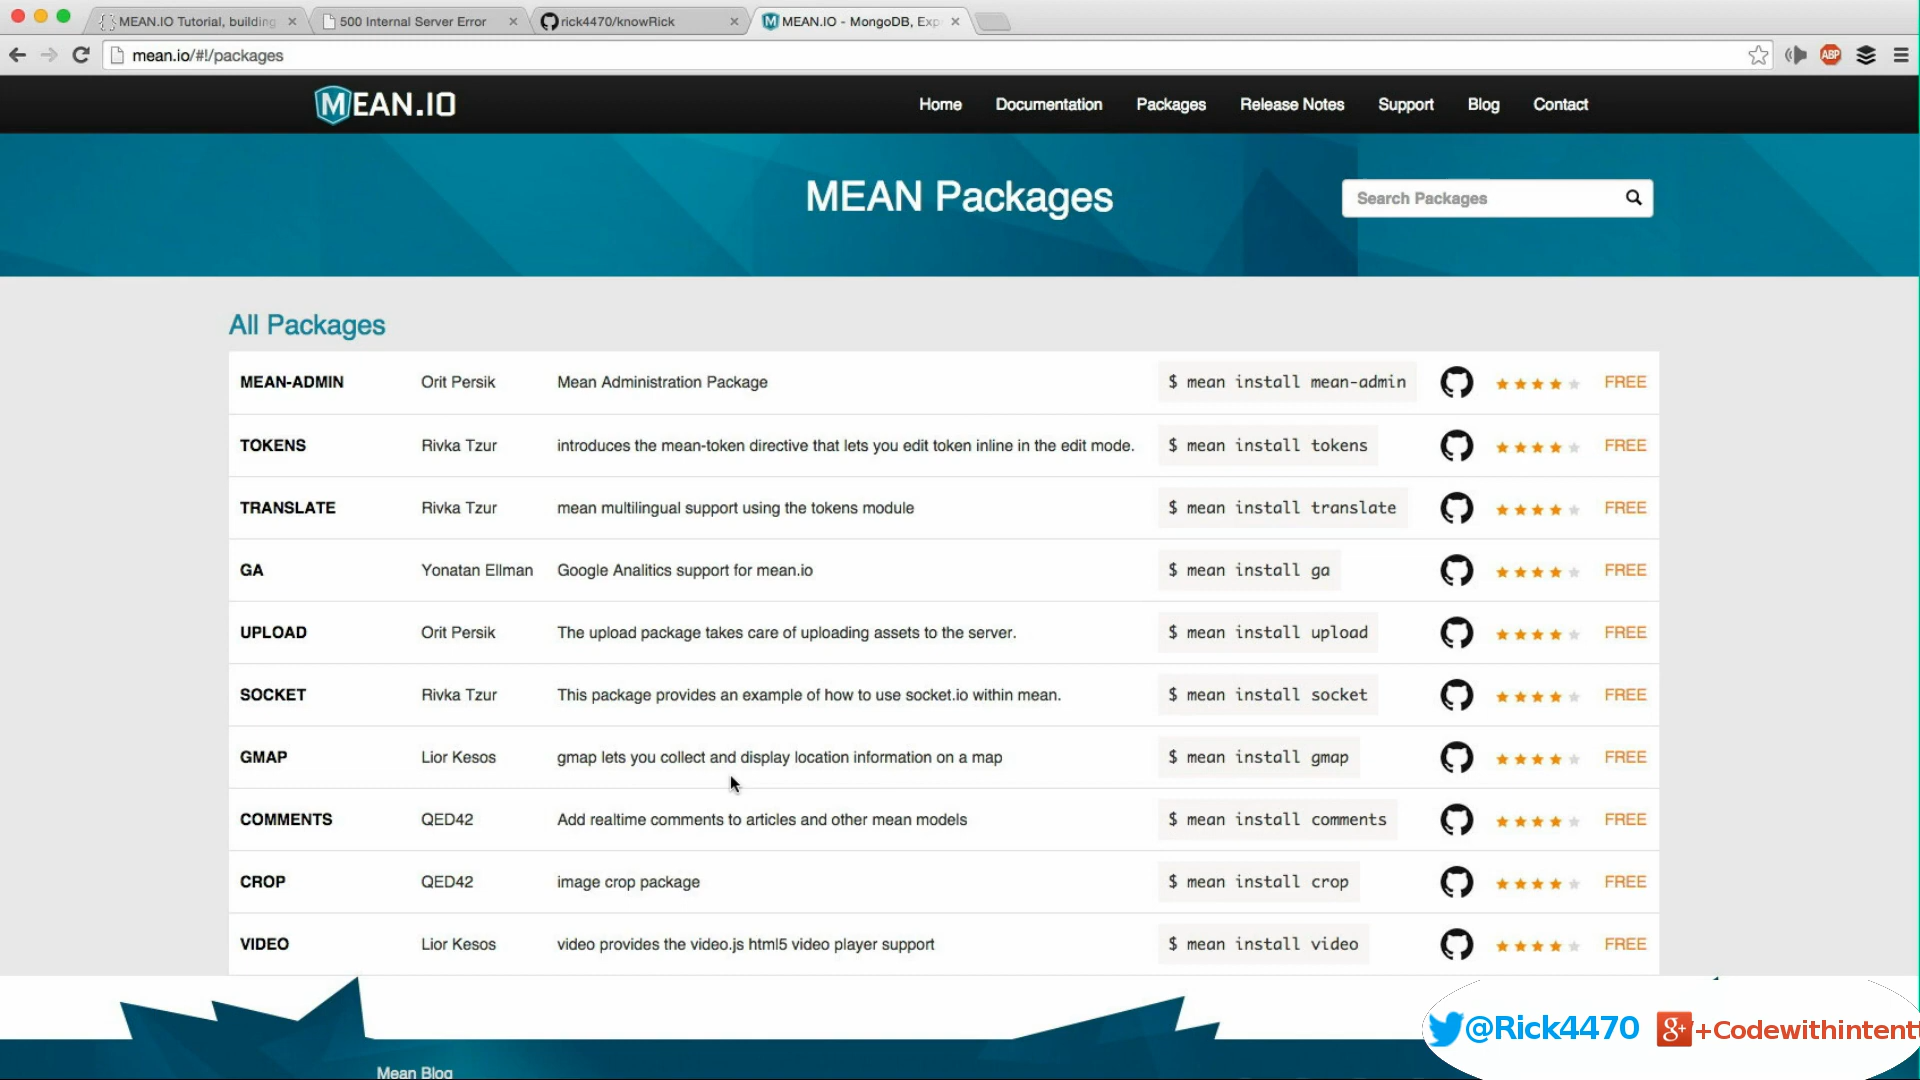 MEAN.IO Tutorial, building
500 Internal Server Error
rick4470/knowRick
MEAN.IO - MongoDB, Exp
mean.io/#!/packages
ABP
MEAN.IO
Home Documentation Packages Release Notes Support Blog Contact
MEAN Packages
Search Packages
All Packages
MEAN-ADMIN Orit Persik Mean Administration Package $ mean install mean-admin FREE
TOKENS Rivka Tzur introduces the mean-token directive that lets you edit token inline in the edit mode. $ mean install tokens FREE
TRANSLATE Rivka Tzur mean multilingual support using the tokens module $ mean install translate FREE
GA Yonatan Ellman Google Analitics support for mean.io $ mean install ga FREE
UPLOAD Orit Persik The upload package takes care of uploading assets to the server. $ mean install upload FREE
SOCKET Rivka Tzur This package provides an example of how to use socket.io within mean. $ mean install socket FREE
GMAP Lior Kesos gmap lets you collect and display location information on a map $ mean install gmap FREE
COMMENTS QED42 Add realtime comments to articles and other mean models $ mean install comments FREE
CROP QED42 image crop package $ mean install crop FREE
VIDEO Lior Kesos video provides the video.js html5 video player support $ mean install video FREE
@Rick4470 g+ +Codewithintent
Mean Blog